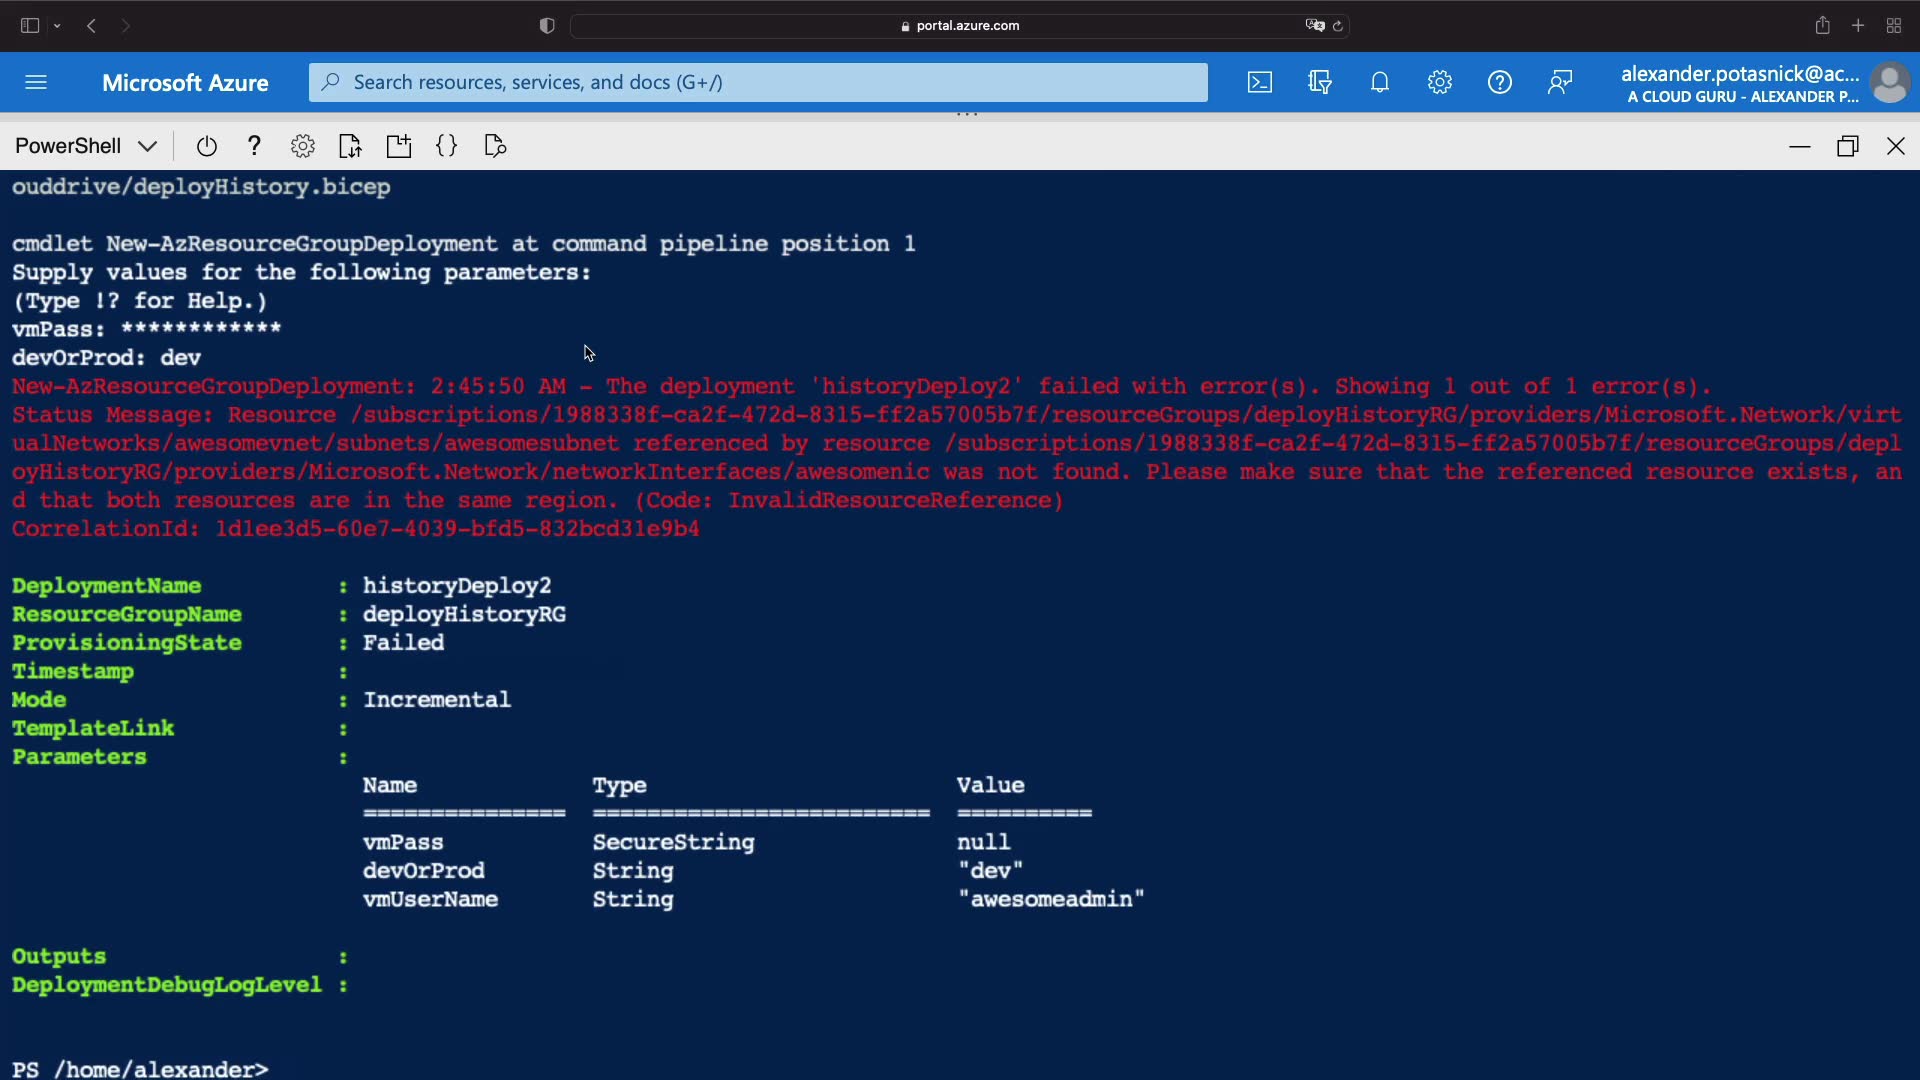 portal.azure.com
Microsoft Azure
Search resources, services, and docs (G+/)
alexander.potasnick@ac...
A CLOUD GURU - ALEXANDER P...
PowerShell
ouddrive/deployHistory.bicep
cmdlet New-AzResourceGroupDeployment at command pipeline position 1
Supply values for the following parameters:
(Type !? for Help.)
vmPass: ************
devOrProd: dev
New-AzResourceGroupDeployment: 2:45:50 AM - The deployment 'historyDeploy2' failed with error(s). Showing 1 out of 1 error(s).
Status Message: Resource /subscriptions/1988338f-ca2f-472d-8315-ff2a57005b7f/resourceGroups/deployHistoryRG/providers/Microsoft.Network/virt
ualNetworks/awesomevnet/subnets/awesomesubnet referenced by resource /subscriptions/1988338f-ca2f-472d-8315-ff2a57005b7f/resourceGroups/depl
oyHistoryRG/providers/Microsoft.Network/networkInterfaces/awesomenic was not found. Please make sure that the referenced resource exists, an
d that both resources are in the same region. (Code: InvalidResourceReference)
CorrelationId: 1d1ee3d5-60e7-4039-bfd5-832bcd31e9b4
DeploymentName : historyDeploy2
ResourceGroupName : deployHistoryRG
ProvisioningState : Failed
Timestamp :
Mode : Incremental
TemplateLink :
Parameters :
Name Type Value
=============== ========================= ==========
vmPass SecureString null
devOrProd String "dev"
vmUserName String "awesomeadmin"
Outputs :
DeploymentDebugLogLevel :
PS /home/alexander>